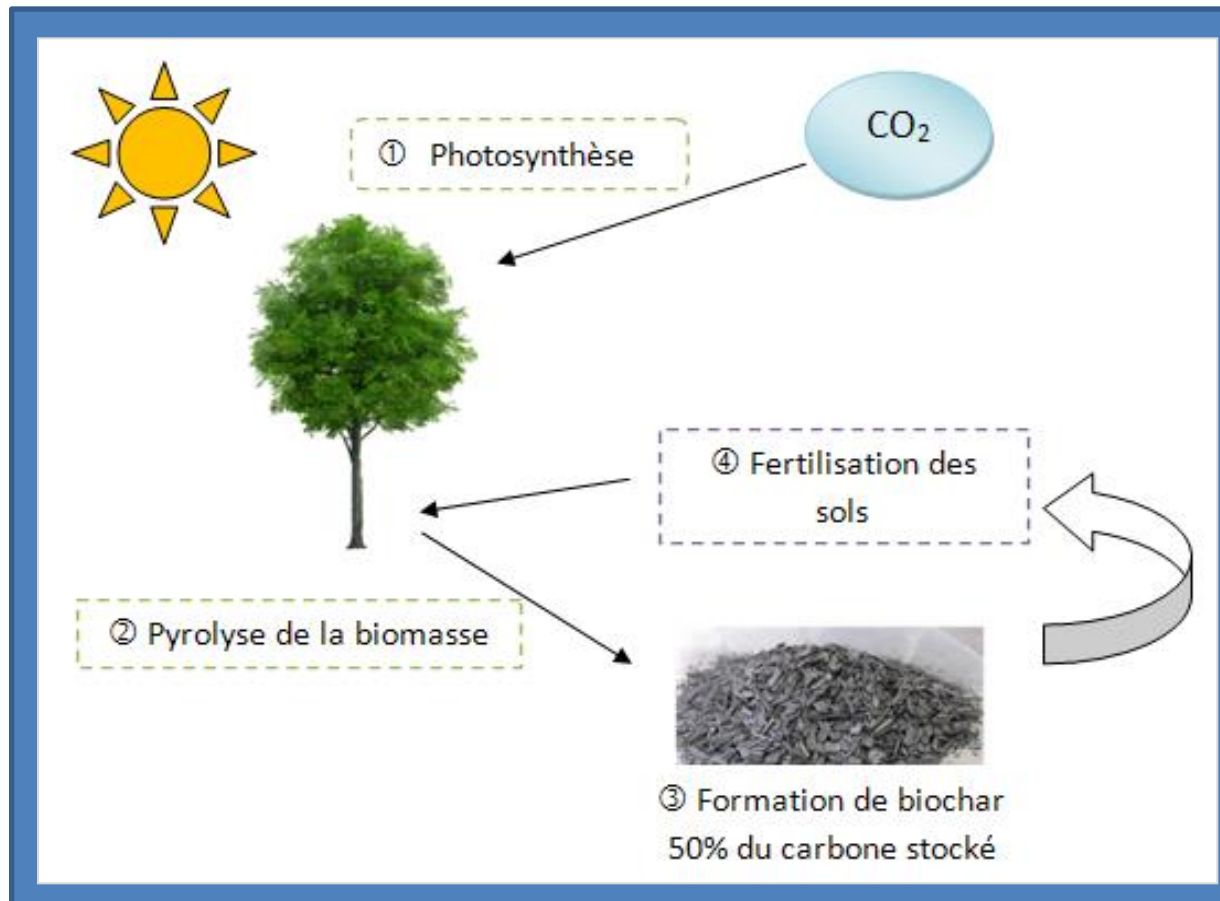 CO₂
① Photosynthèse
④ Fertilisation des
sols
② Pyrolyse de la biomasse
③ Formation de biochar
50% du carbone stocké